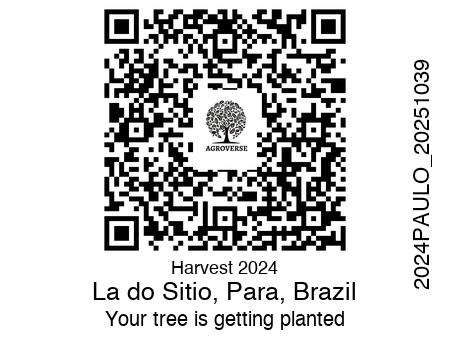 AGROVERSE
Harvest 2024
La do Sitio, Para, Brazil
Your tree is getting planted
2024PAULO_20251039